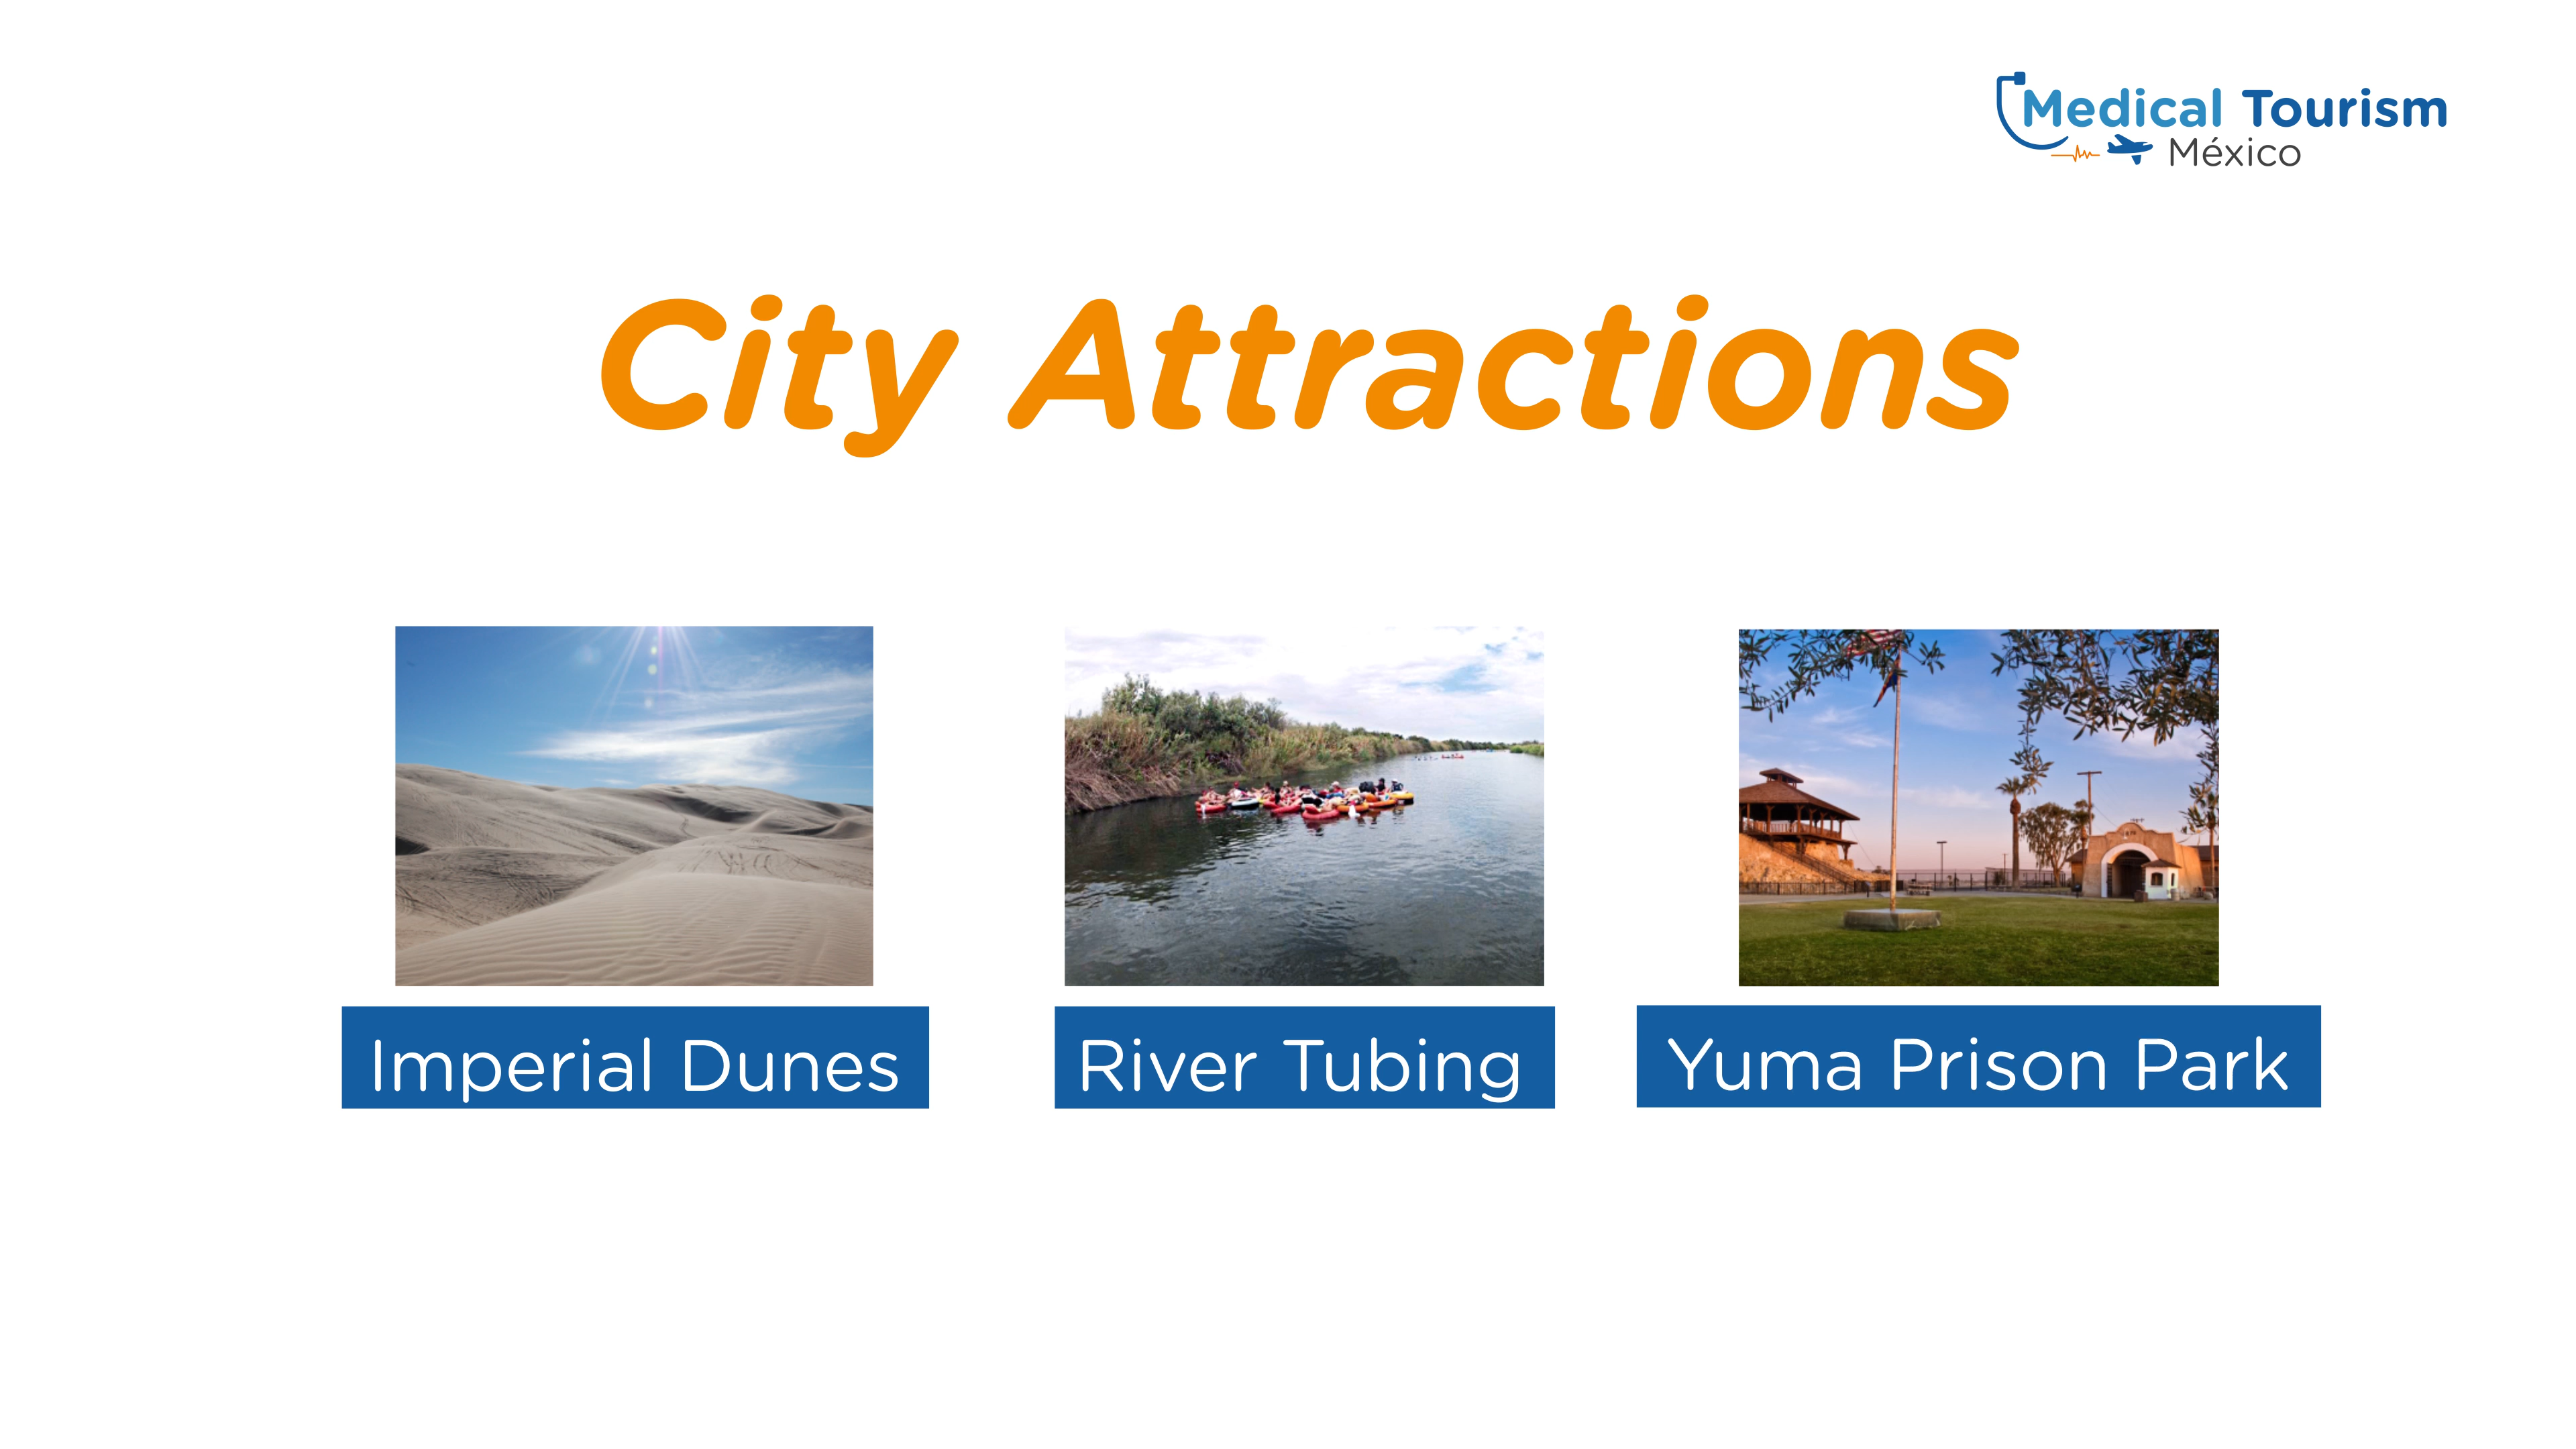 Medical Tourism
México
City Attractions
Imperial Dunes
River Tubing
Yuma Prison Park